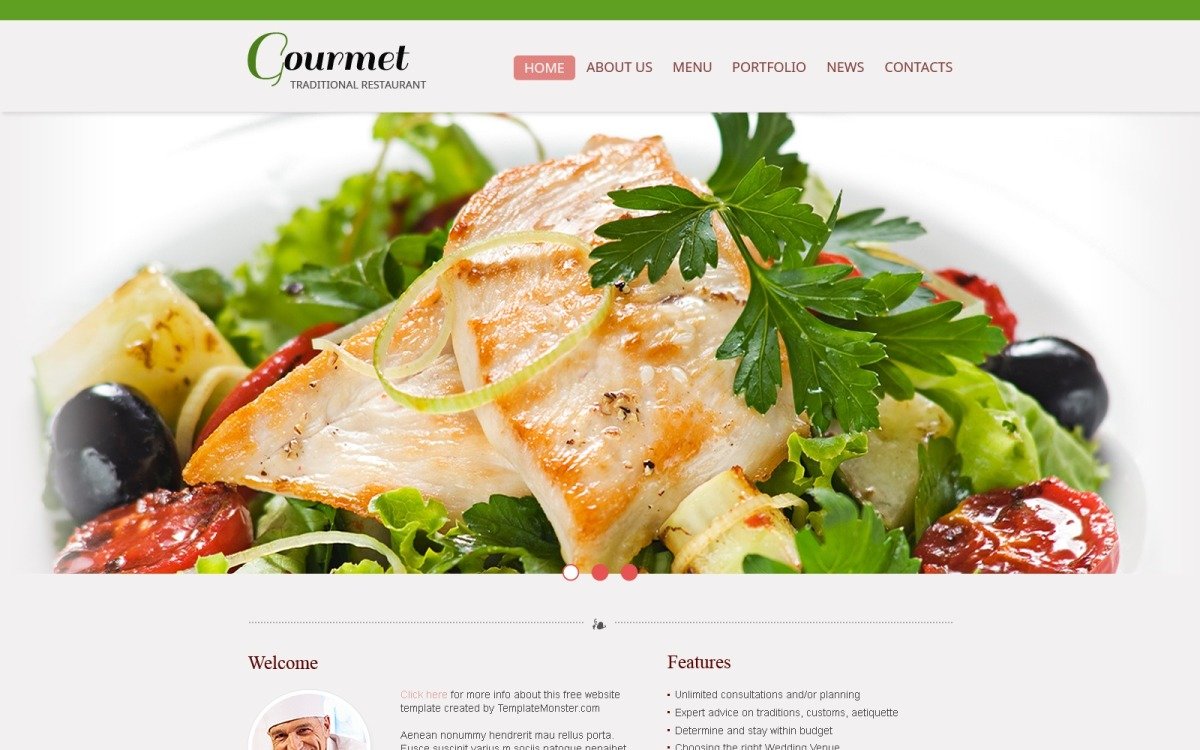 Gourmet
TRADITIONAL RESTAURANT
HOME
ABOUT US
MENU
PORTFOLIO
NEWS
CONTACTS
Welcome
Click here for more info about this free website
template created by TemplateMonster.com
Aenean nonummy hendrerit mau rellus porta.
Fusce suscipit varius m sociis natoque penaibet
Features
Unlimited consultations and/or planning
Expert advice on traditions, customs, aetiquette
Determine and stay within budget
Choosing the right Wedding Venue